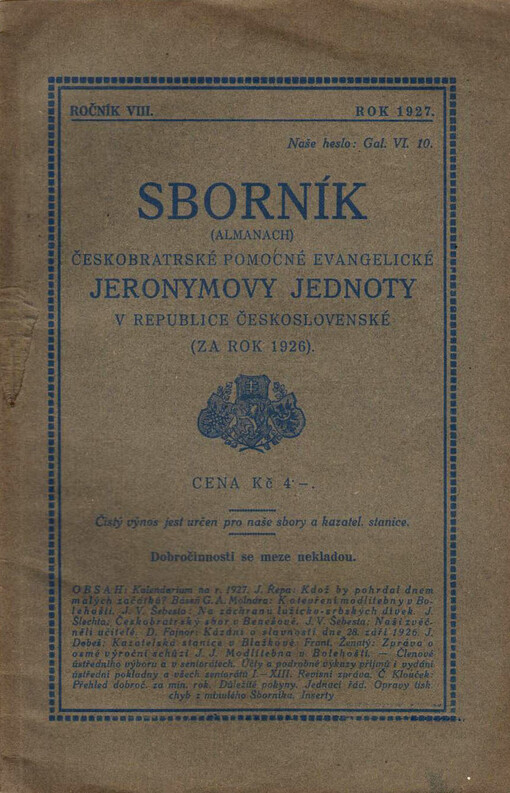 ROČNÍK VIII. ROK 1927.
Naše heslo: Gal. VI. 10.
SBORNÍK
(ALMANACH)
ČESKOBRATRSKÉ POMOCNÉ EVANGELICKÉ
JERONYMOVY JEDNOTY
V REPUBLICE ČESKOSLOVENSKÉ
(ZA ROK 1926).
CENA Kč 4·–.
Čistý výnos jest určen pro naše sbory a kazatel. stanice.
Dobročinnosti se meze nekladou.
OBSAH: Kalendarium na r. 1927. J. Řepa: Kdož by pohrdal dnem
malých začátků? Báseň G. A. Molnára: K otevření modlitebny v Bo-
lehošti. J. V. Šebesta: Na záchranu lužicko-srbských dívek. J.
Šlechta: Českobratrský sbor v Benešově. J. V. Šebesta: Naši zvěč-
nělí učitelé. D. Fajnor: Kázání o slavnosti dne 28. září 1926. J.
Dobeš: Kazatelská stanice v Blažkově. Frant. Žilnatý: Zpráva o
osmé výroční schůzi J. J. Modlitebna v Bolehošti. — Členové
ústředního výboru a v seniorátech. Účty a podrobné výkazy příjmů i vydání
ústřední pokladny a všech seniorátů I.–XIII. Revisní zpráva. Č. Klouček:
Přehled dobroč. za min. rok. Důležité pokyny. Jednací řád. Opravy tisk.
chyb z minulého Sborníku. Inserty